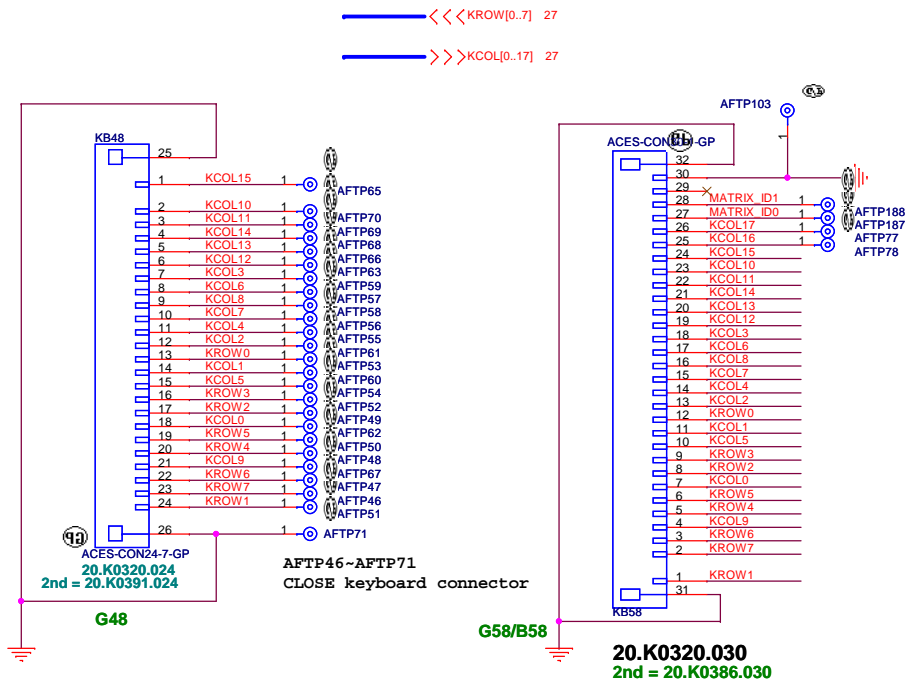 KROW[0..7] 27
KCOL[0..17] 27
KB48
25
1 KCOL15 1 AFTP65
2 KCOL10 1 AFTP70
3 KCOL11 1 AFTP69
4 KCOL14 1 AFTP68
5 KCOL13 1 AFTP66
6 KCOL12 1 AFTP63
7 KCOL3 1 AFTP59
8 KCOL6 1 AFTP57
9 KCOL8 1 AFTP58
10 KCOL7 1 AFTP56
11 KCOL4 1 AFTP55
12 KCOL2 1 AFTP61
13 KROW0 1 AFTP53
14 KCOL1 1 AFTP60
15 KCOL5 1 AFTP54
16 KROW3 1 AFTP52
17 KROW2 1 AFTP49
18 KCOL0 1 AFTP62
19 KROW5 1 AFTP50
20 KROW4 1 AFTP48
21 KCOL9 1 AFTP67
22 KROW6 1 AFTP47
23 KROW7 1 AFTP46
24 KROW1 1 AFTP51
26 1 AFTP71
GP
ACES-CON24-7-GP
20.K0320.024
2nd = 20.K0391.024
G48
AFTP46~AFTP71
CLOSE keyboard connector
AFTP103
1
32
30
29
28 MATRIX_ID1 1 AFTP188
27 MATRIX_ID0 1 AFTP187
26 KCOL17 1 AFTP77
25 KCOL16 1 AFTP78
24 KCOL15
23 KCOL10
22 KCOL11
21 KCOL14
20 KCOL13
19 KCOL12
18 KCOL3
17 KCOL6
16 KCOL8
15 KCOL7
14 KCOL4
13 KCOL2
12 KROW0
11 KCOL1
10 KCOL5
9 KROW3
8 KROW2
7 KCOL0
6 KROW5
5 KROW4
4 KCOL9
3 KROW6
2 KROW7
1 KROW1
31
KB58
G58/B58
20.K0320.030
2nd = 20.K0386.030